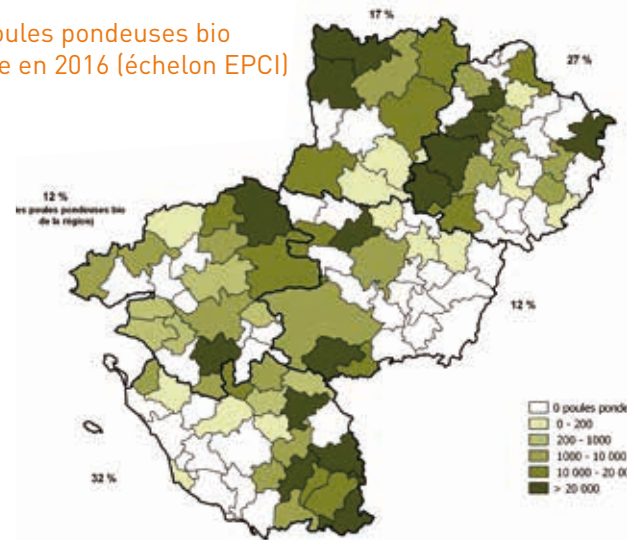 poules pondeuses bio
e en 2016 (échelon EPCI)
17 %
27 %
12 %
es poules pondeuses bio
de la région)
12 %
32 %
0 poules ponde
0 - 200
200 - 1000
1000 - 10 000
10 000 - 20 00
> 20 000